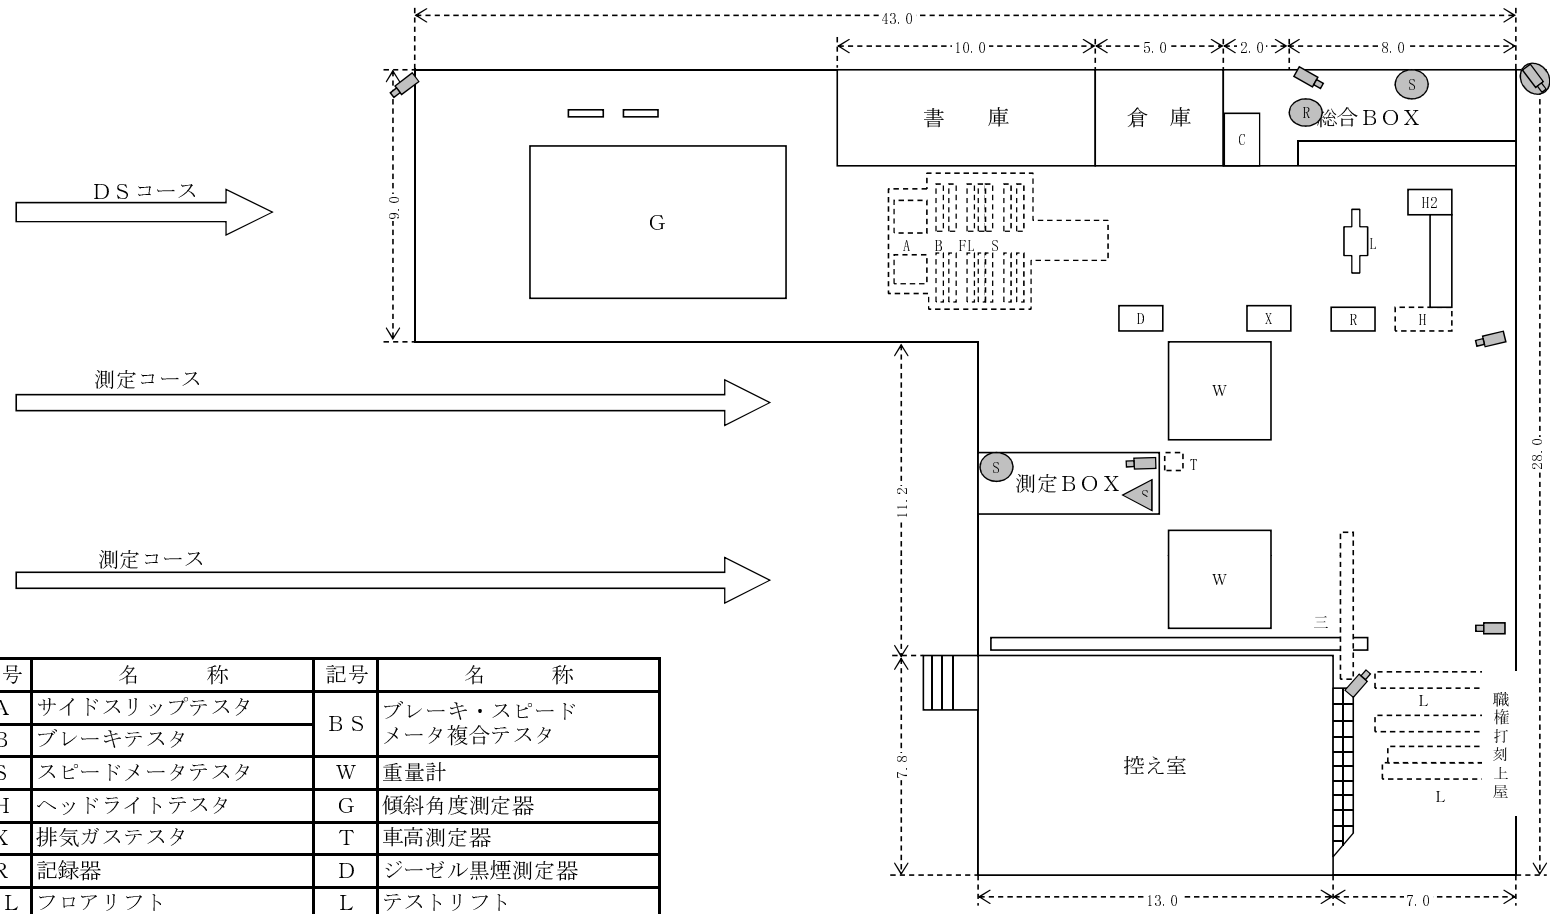 43.0
10.0
5.0
2.0
8.0
書 庫
倉 庫
C
R
総合BOX
S
DSコース
9.0
G
H2
A B FL S
L
D
X
R
H
測定コース
W
28.0
S
測定BOX
S
T
11.2
測定コース
W
三
号 名 称 記号 名 称
A サイドスリップテスタ BS ブレーキ・スピード
メータ複合テスタ
B ブレーキテスタ
S スピードメータテスタ W 重量計
H ヘッドライトテスタ G 傾斜角度測定器
X 排気ガステスタ T 車高測定器
R 記録器 D ジーゼル黒煙測定器
L フロアリフト L テストリフト
7.8
控え室
L
L
職権打刻上屋
13.0
7.0